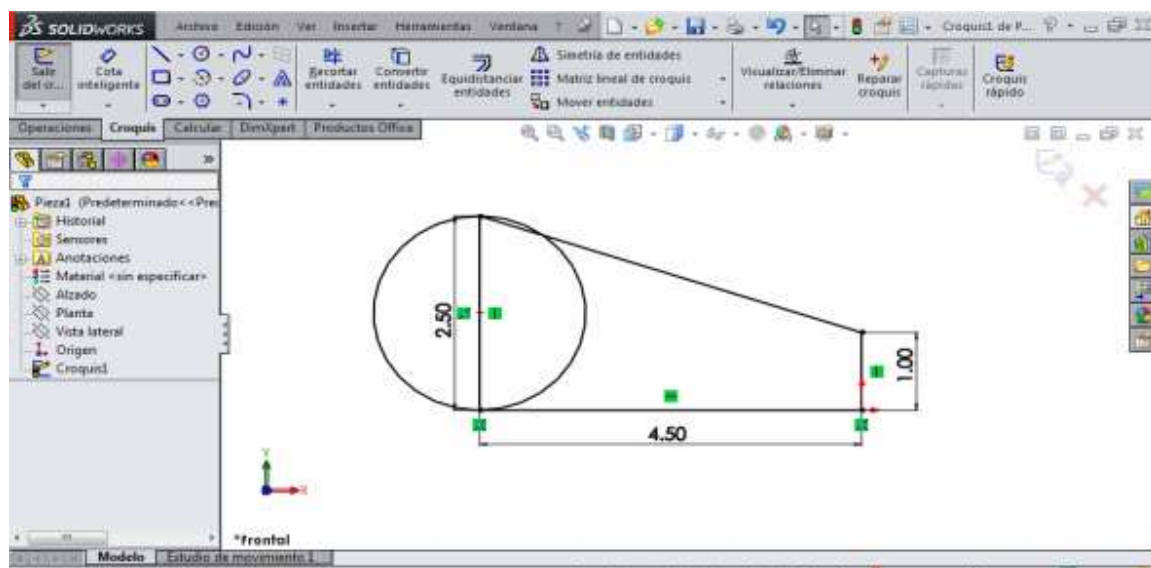 SOLIDWORKS Archivo Edición Ver Insertar Herramientas Ventana ? Croquis1 de P...
Salir del cr...
Cota inteligente
Recortar entidades
Convertir entidades
Equidistanciar entidades
Simetría de entidades
Matriz lineal de croquis
Mover entidades
Visualizar/Eliminar relaciones
Reparar croquis
Capturas rápidas
Croquis rápido
Operaciones Croquis Calcular DimXpert Productos Office
Pieza1 (Predeterminado<<Pre
Historial
Sensores
Anotaciones
Material <sin especificar>
Alzado
Planta
Vista lateral
Origen
Croquis1
2.50
1.00
4.50
Y
X
*Frontal
Modelo Estudio de movimiento 1